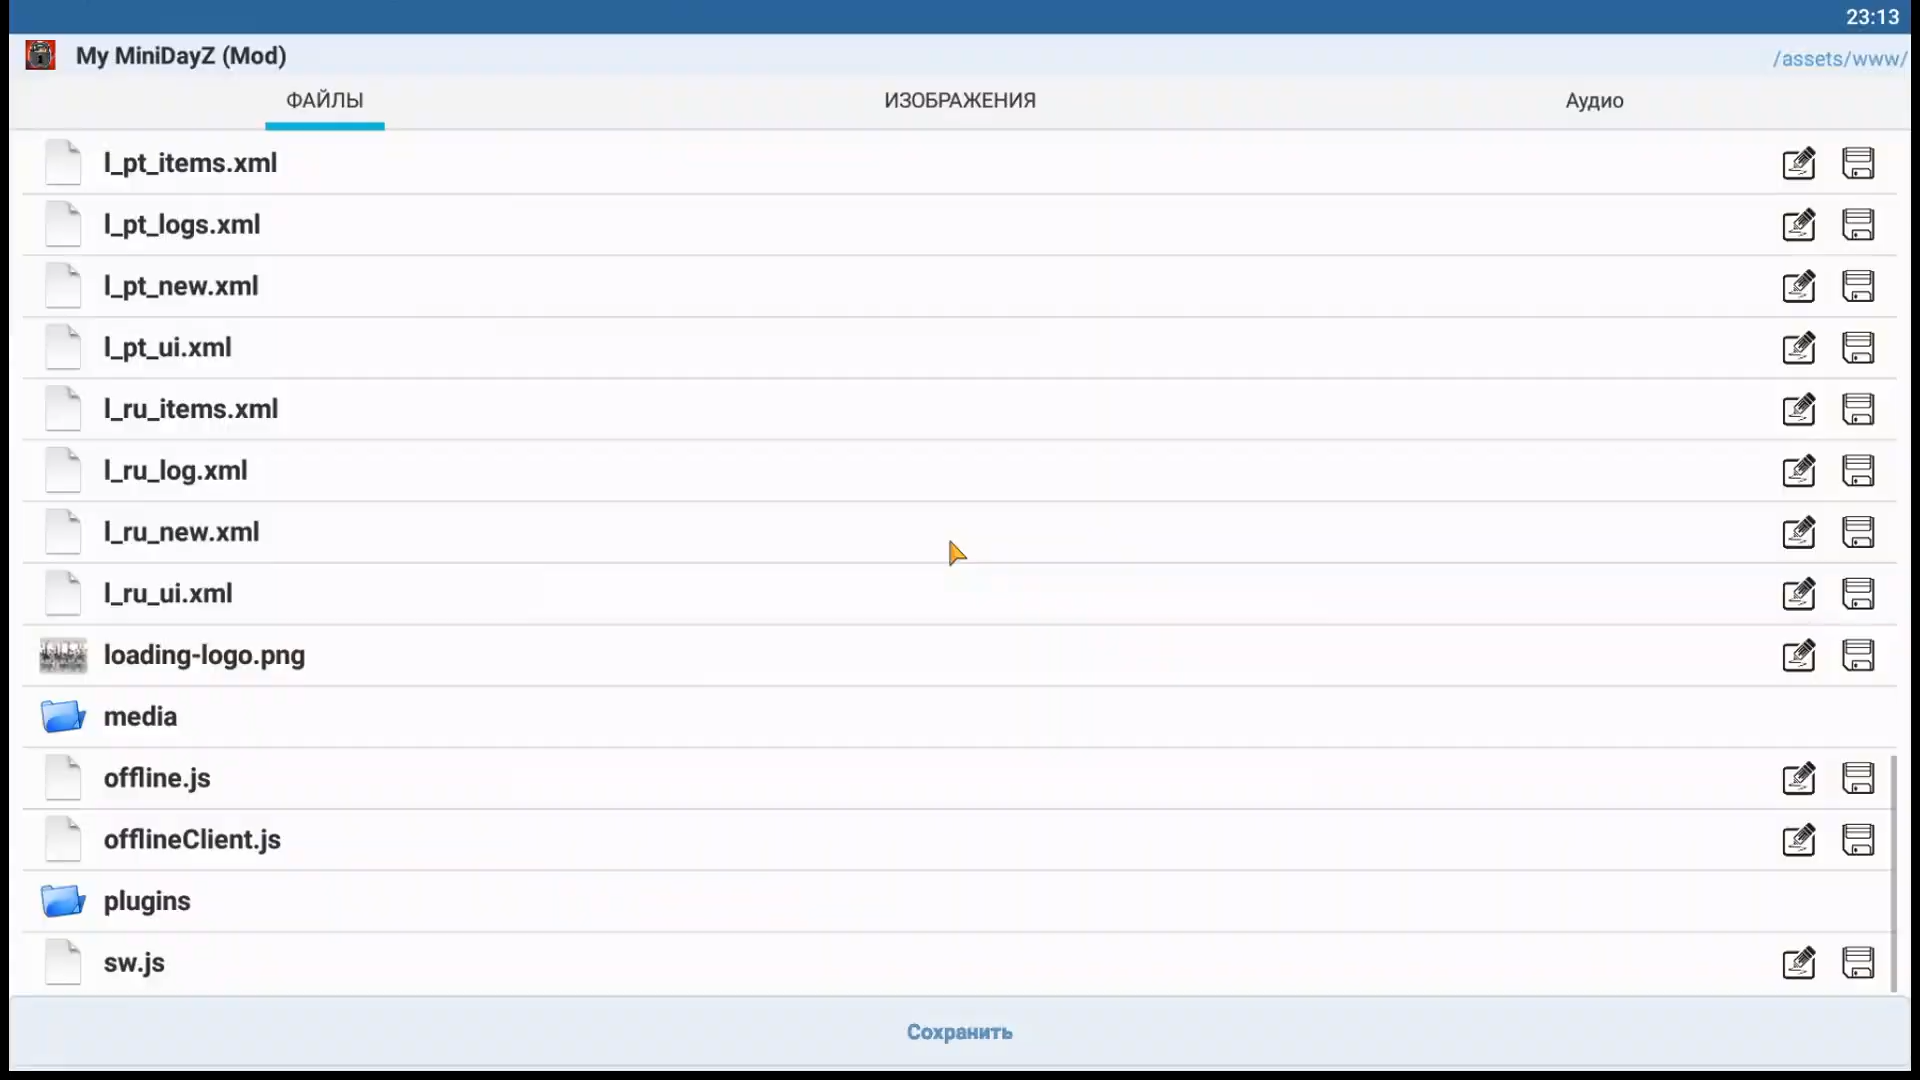 23:13
My MiniDayZ (Mod)
/assets/www/
ФАЙЛЫ
ИЗОБРАЖЕНИЯ
Аудио
l_pt_items.xml
l_pt_logs.xml
l_pt_new.xml
l_pt_ui.xml
l_ru_items.xml
l_ru_log.xml
l_ru_new.xml
l_ru_ui.xml
loading-logo.png
media
offline.js
offlineClient.js
plugins
sw.js
Сохранить